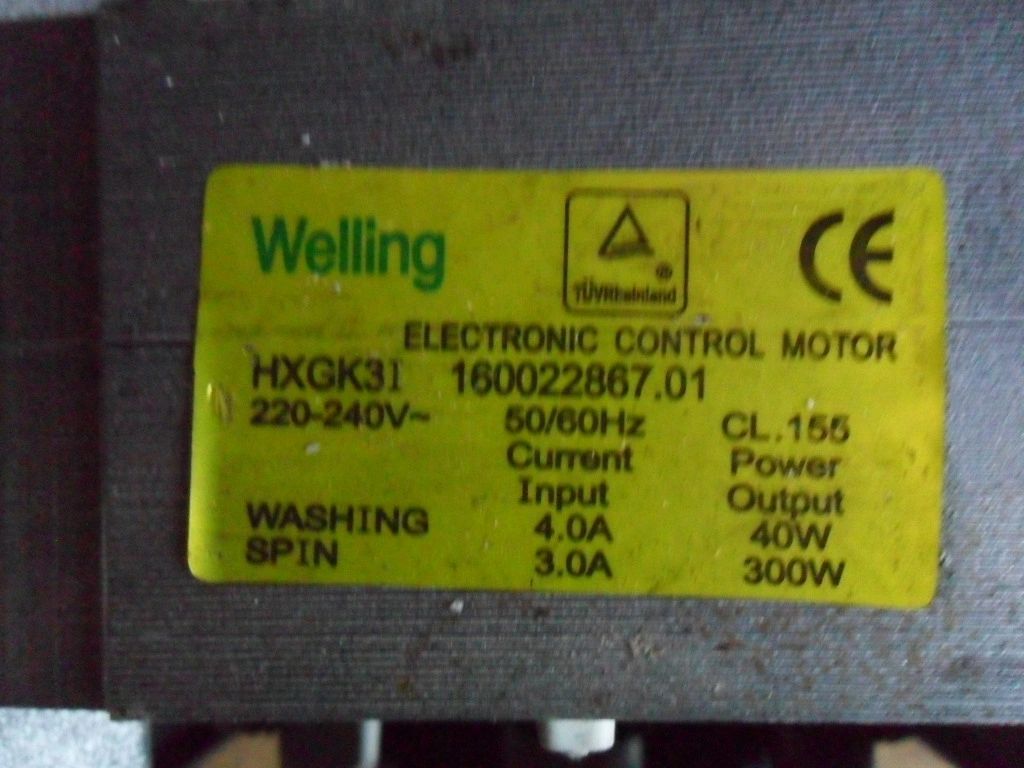 Welling
TÜVRheinland
®
CE
ELECTRONIC CONTROL MOTOR
HXGK3I 160022867.01
220-240V~ 50/60Hz CL.155
Current Power
Input Output
WASHING 4.0A 40W
SPIN 3.0A 300W